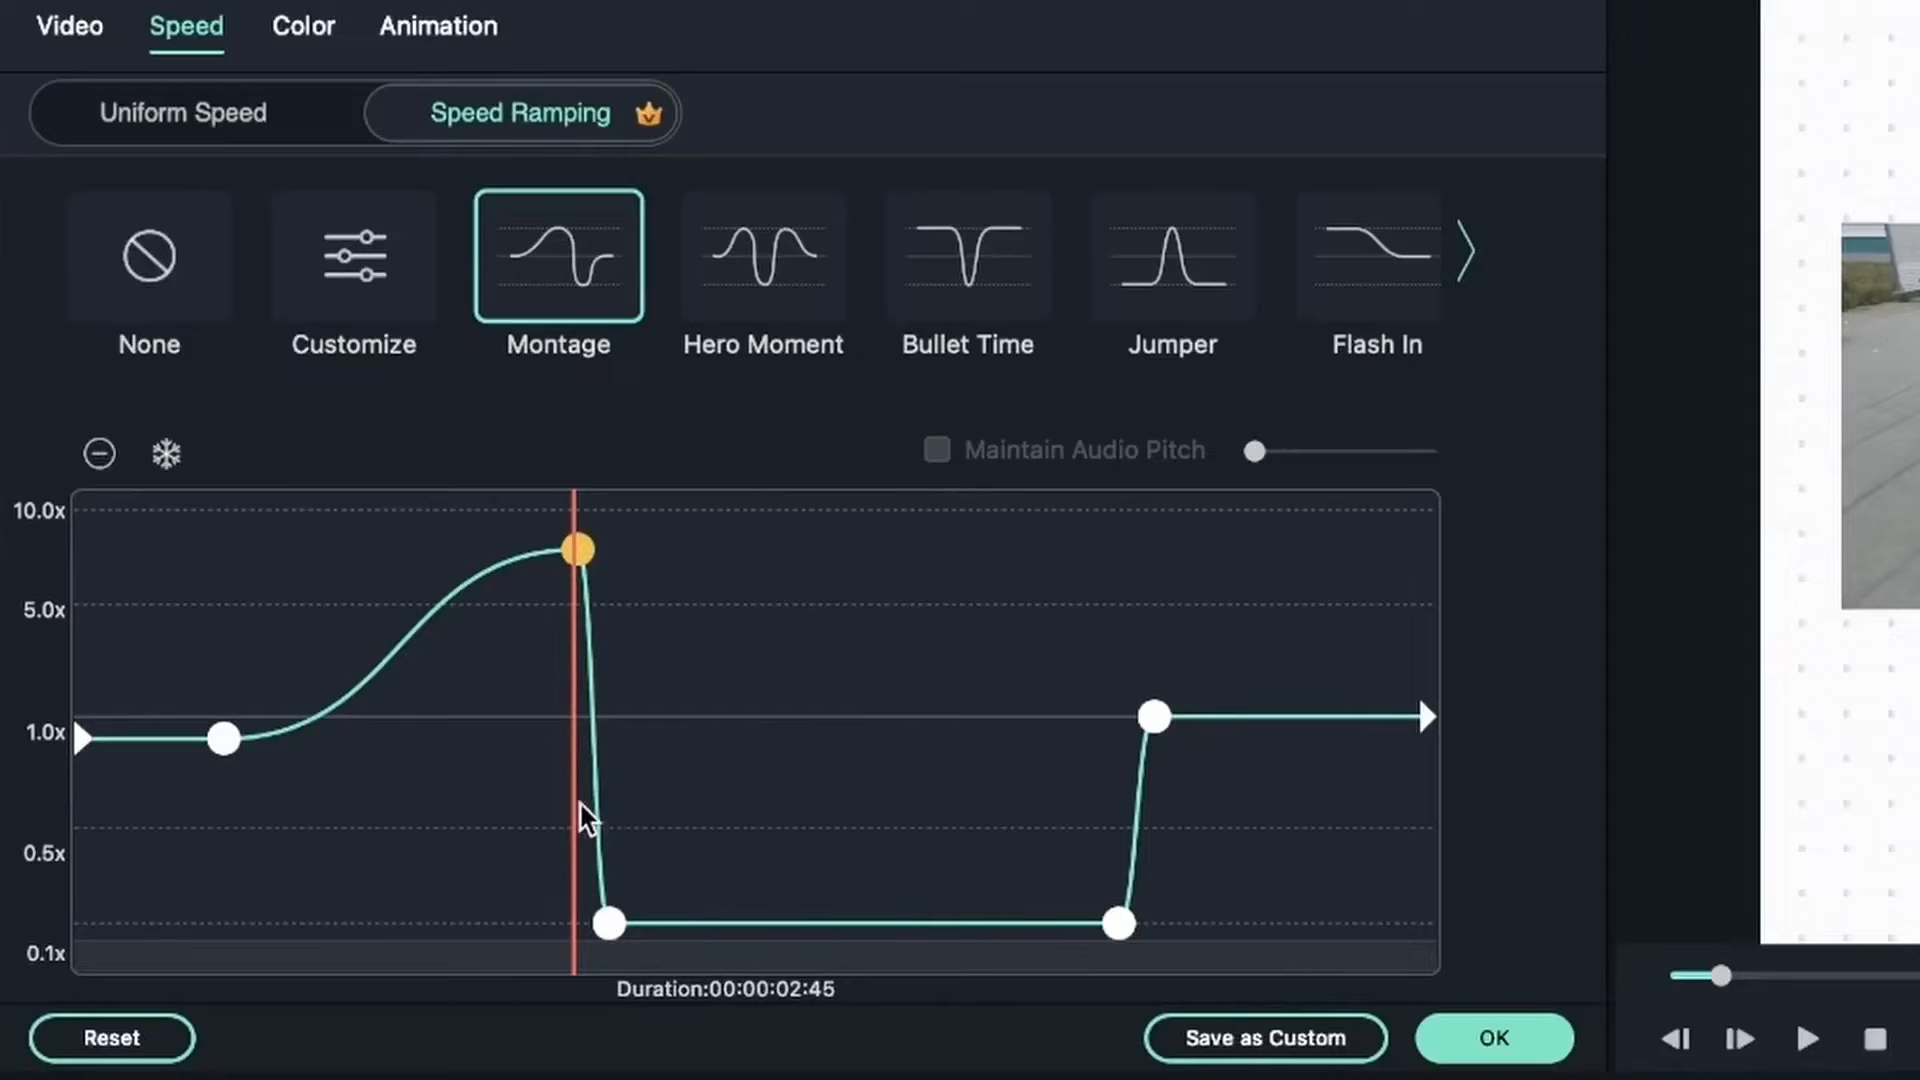 Video Speed Color Animation
Uniform Speed Speed Ramping
None Customize Montage Hero Moment Bullet Time Jumper Flash In
Maintain Audio Pitch
10.0x
5.0x
1.0x
0.5x
0.1x
Duration:00:00:02:45
Reset Save as Custom OK